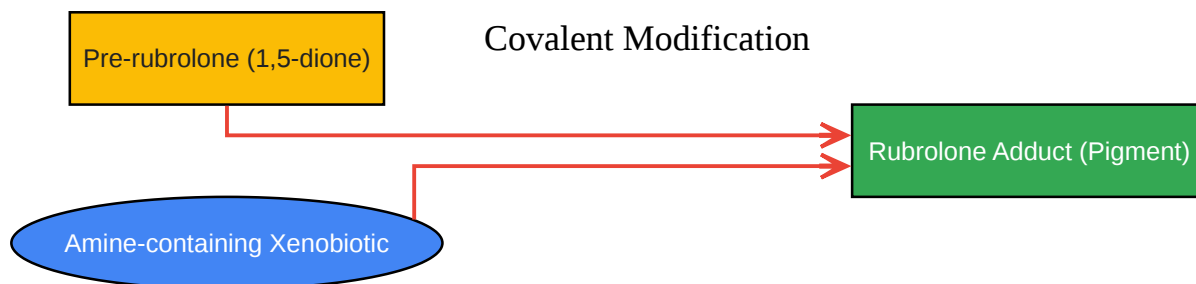 Covalent Modification
Pre-rubrolone (1,5-dione)
Rubrolone Adduct (Pigment)
Amine-containing Xenobiotic